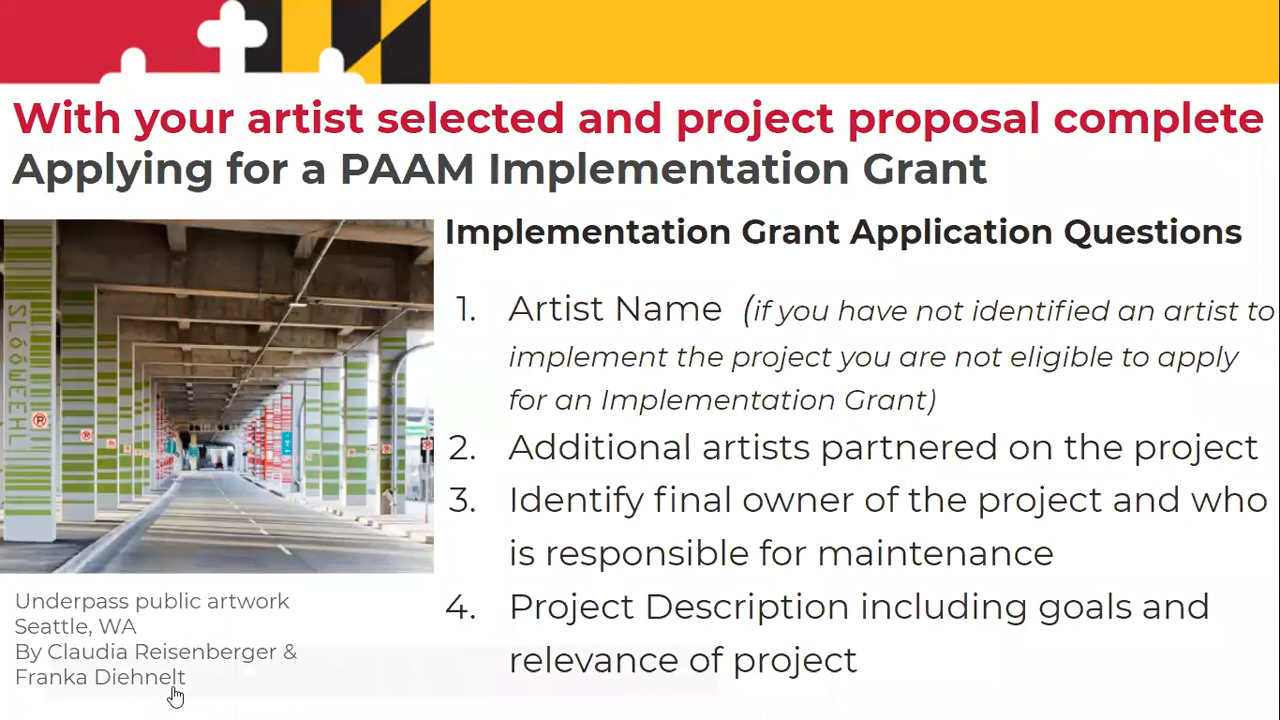 With your artist selected and project proposal complete
Applying for a PAAM Implementation Grant
Implementation Grant Application Questions
1. Artist Name (if you have not identified an artist to
implement the project you are not eligible to apply
for an Implementation Grant)
2. Additional artists partnered on the project
3. Identify final owner of the project and who
is responsible for maintenance
4. Project Description including goals and
relevance of project
Underpass public artwork
Seattle, WA
By Claudia Reisenberger &
Franka Diehnelt